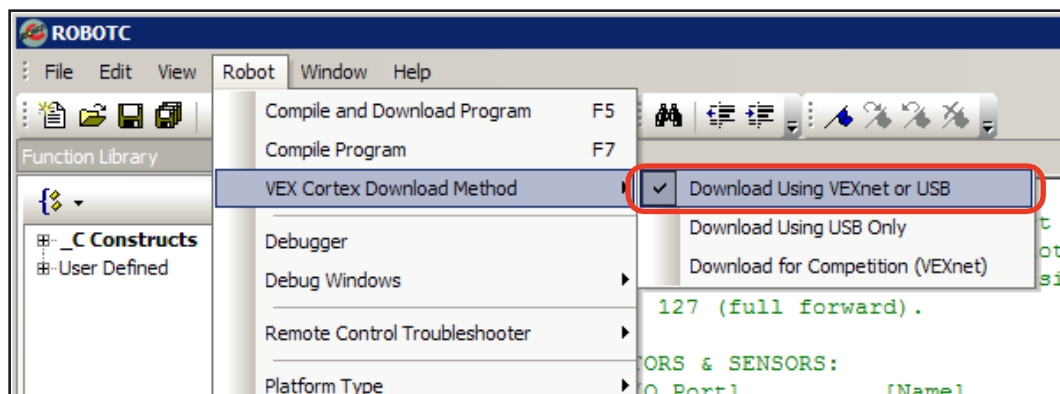 ROBOTC
File Edit View Robot Window Help
Function Library
_C Constructs
User Defined
Compile and Download Program F5
Compile Program F7
VEX Cortex Download Method
Debugger
Debug Windows
Remote Control Troubleshooter
Platform Type
Download Using VEXnet or USB
Download Using USB Only
Download for Competition (VEXnet)
127 (full forward).
ORS & SENSORS:
O Port] [Name]